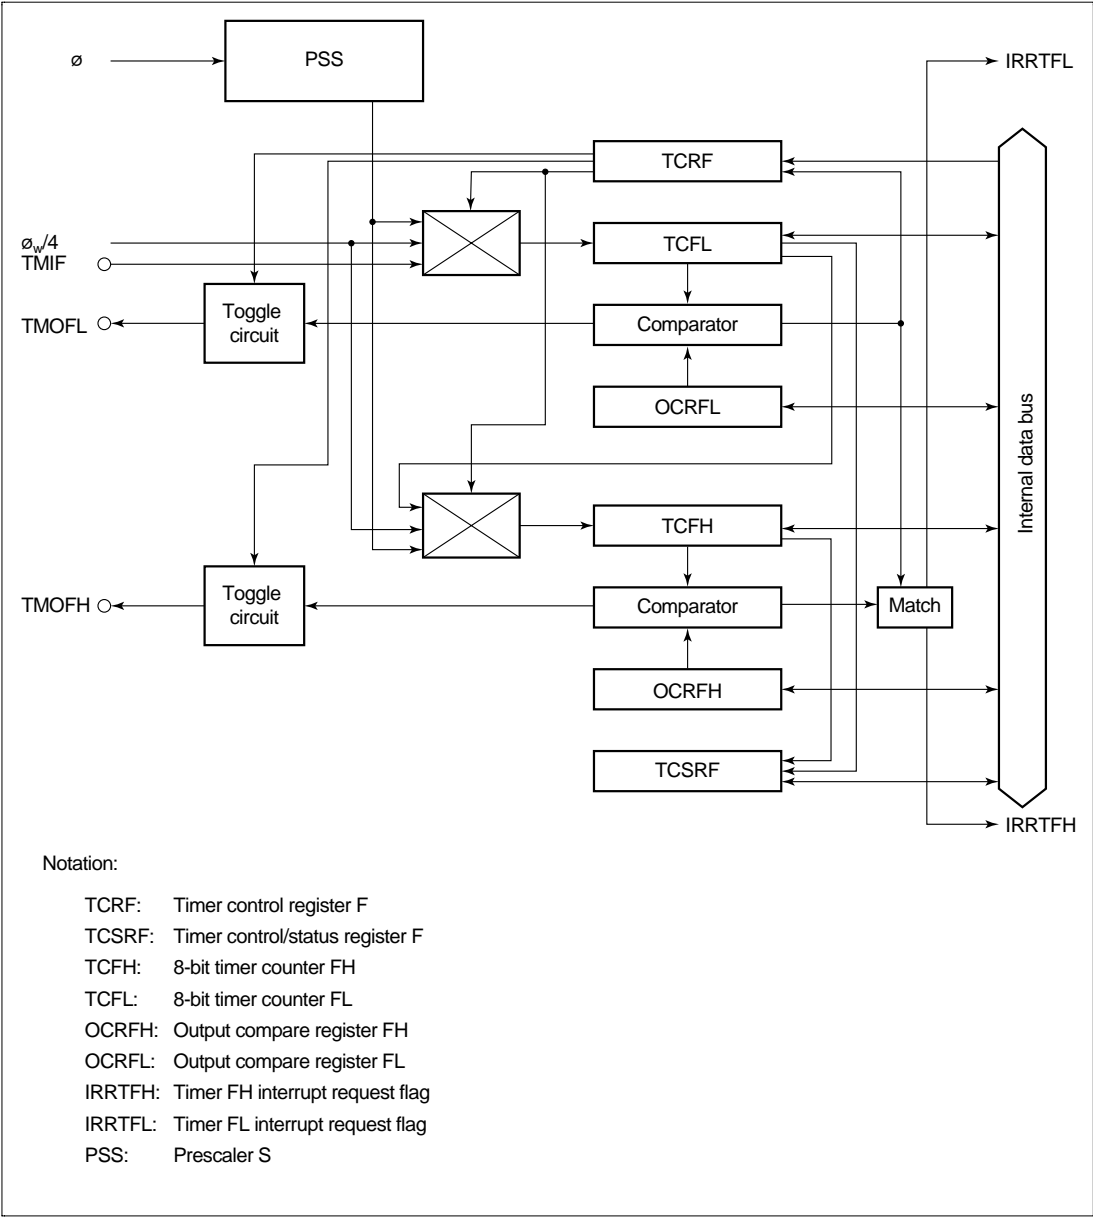 ø
PSS
IRRTFL
TCRF
øw/4
TMIF
TCFL
TMOFL
Toggle
circuit
Comparator
OCRFL
Internal data bus
TCFH
TMOFH
Toggle
circuit
Comparator
Match
OCRFH
TCSRF
IRRTFH
Notation:
TCRF: Timer control register F
TCSRF: Timer control/status register F
TCFH: 8-bit timer counter FH
TCFL: 8-bit timer counter FL
OCRFH: Output compare register FH
OCRFL: Output compare register FL
IRRTFH: Timer FH interrupt request flag
IRRTFL: Timer FL interrupt request flag
PSS: Prescaler S